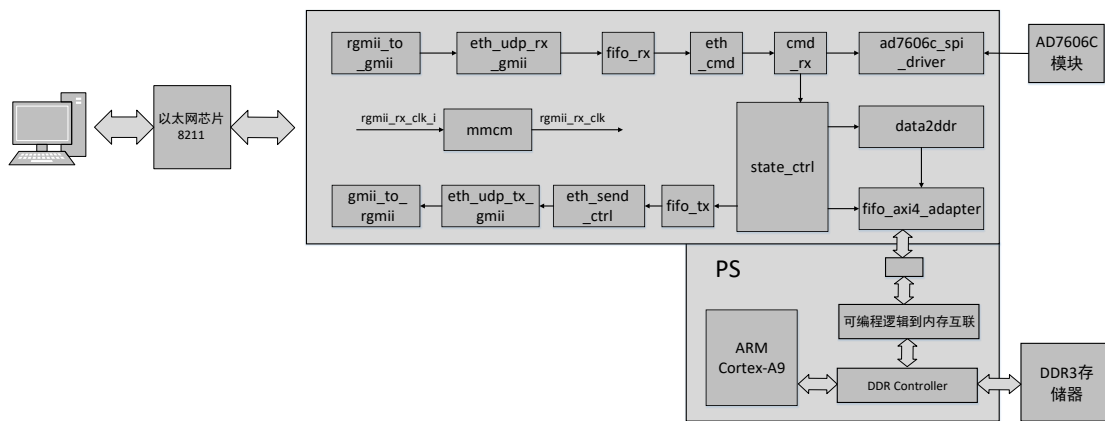 rgmii_to
_gmii
eth_udp_rx
_gmii
fifo_rx
eth
_cmd
cmd
_rx
ad7606c_spi
_driver
AD7606C
模块
以太网芯片
8211
rgmii_rx_clk_i
mmcm
rgmii_rx_clk
state_ctrl
data2ddr
gmii_to_
rgmii
eth_udp_tx_
gmii
eth_send
_ctrl
fifo_tx
fifo_axi4_adapter
PS
可编程逻辑到内存互联
ARM
Cortex-A9
DDR Controller
DDR3存
储器